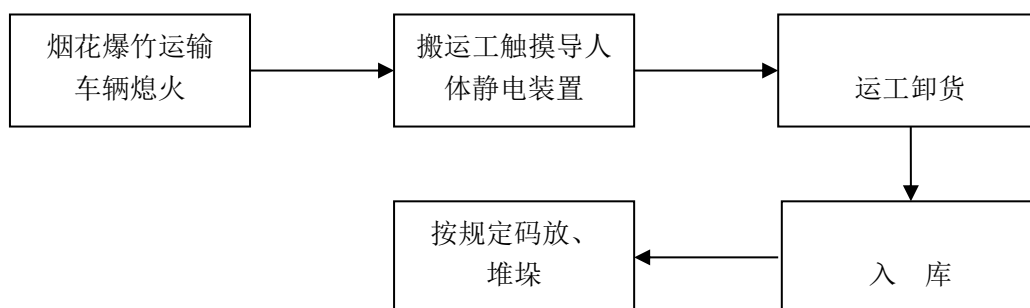 烟花爆竹运输
车辆熄火
搬运工触摸导人
体静电装置
运工卸货
入　库
按规定码放、
堆垛